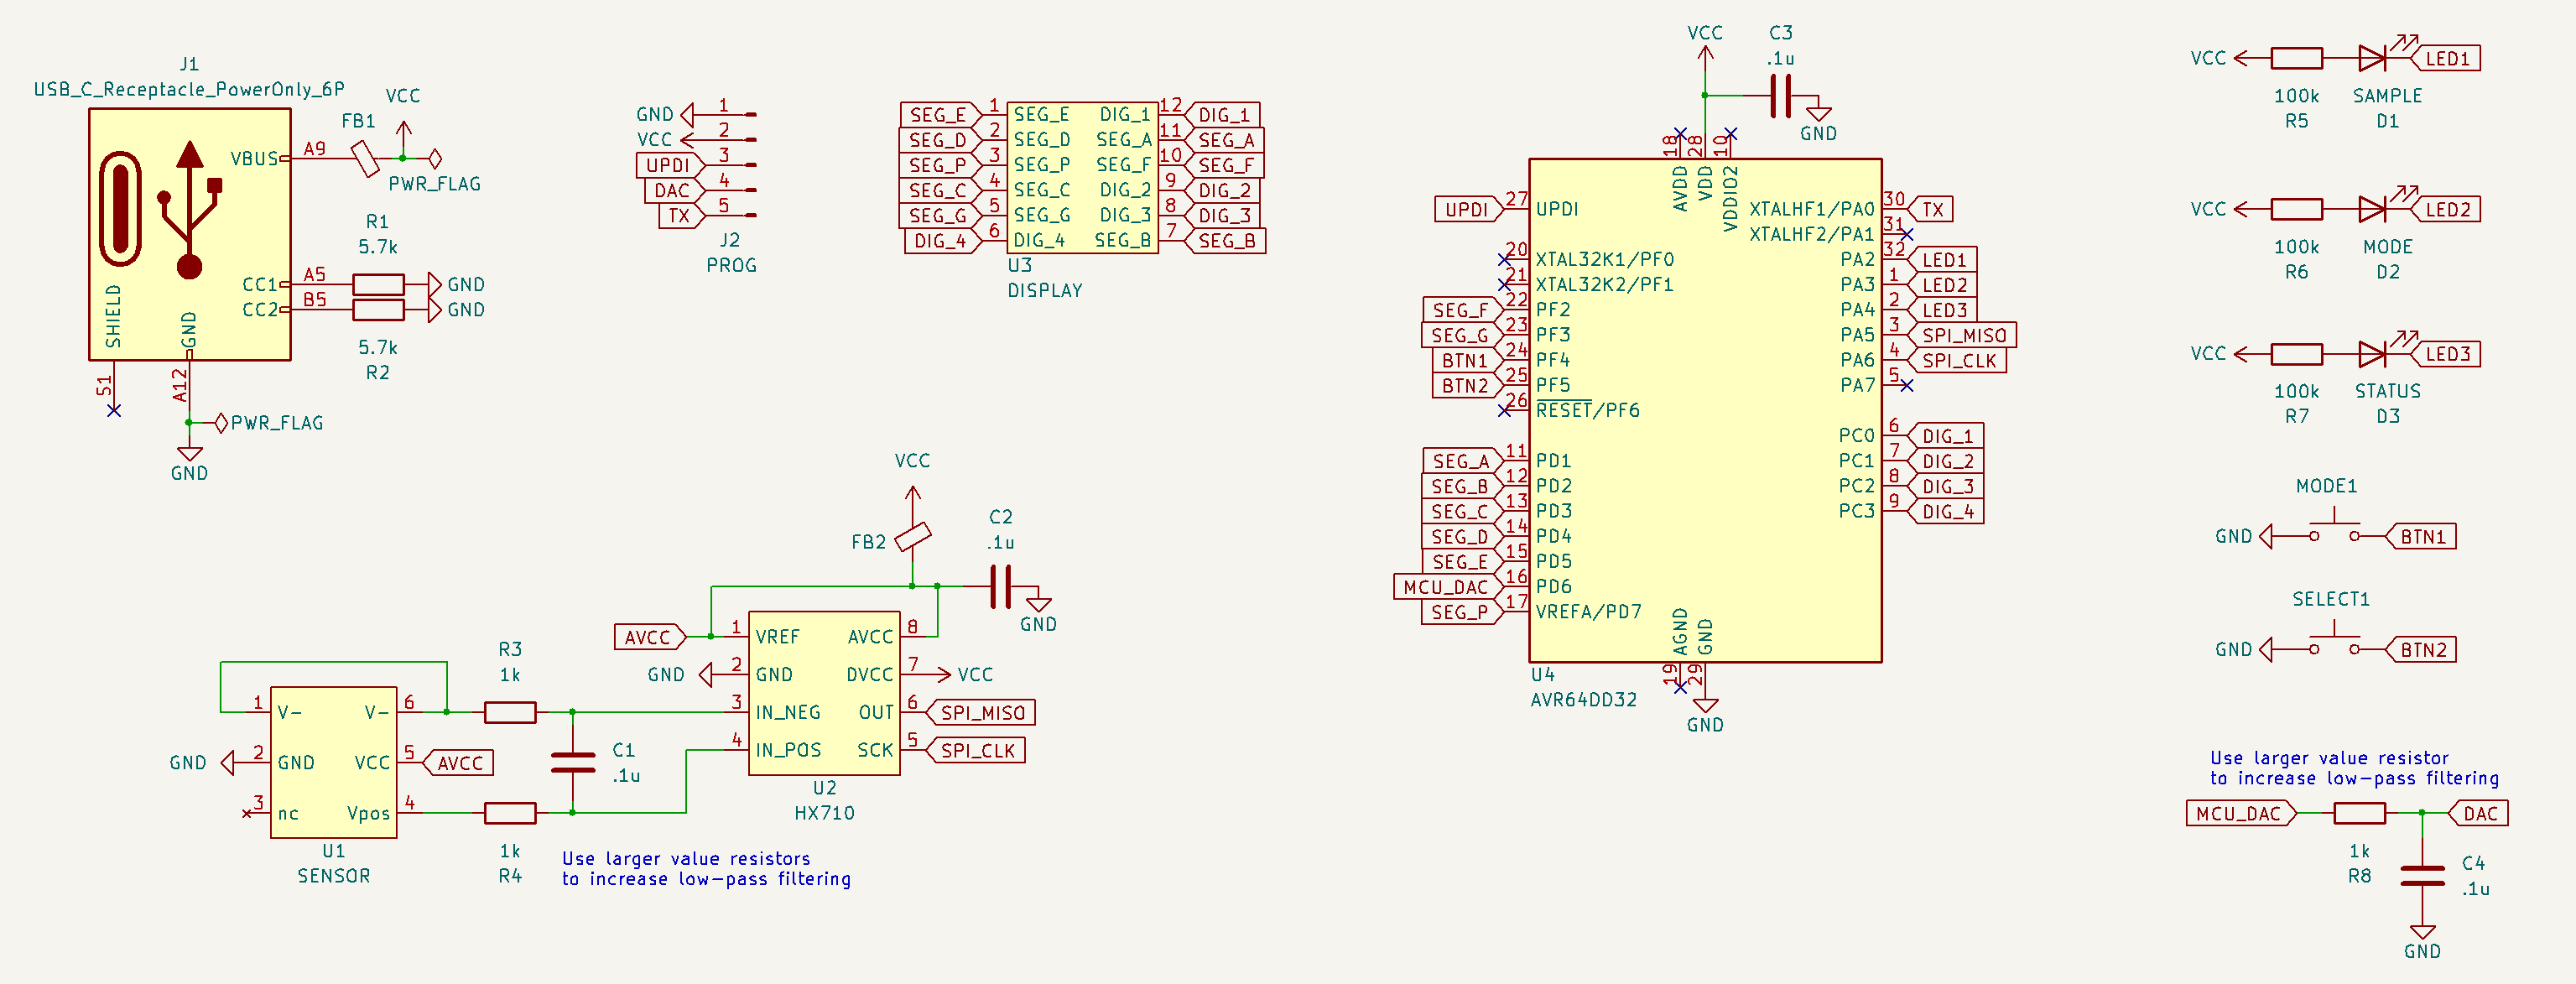 J1
USB_C_Receptacle_PowerOnly_6P
VBUS
A9
FB1
VCC
PWR_FLAG
R1
5.7k
CC1
A5
GND
CC2
B5
GND
5.7k
R2
SHIELD
GND
S1
A12
PWR_FLAG
GND
GND
1
VCC
2
UPDI
3
DAC
4
TX
5
J2
PROG
SEG_E
1
SEG_E
DIG_1
12
DIG_1
SEG_D
2
SEG_D
SEG_A
11
SEG_A
SEG_P
3
SEG_P
SEG_F
10
SEG_F
SEG_C
4
SEG_C
DIG_2
9
DIG_2
SEG_G
5
SEG_G
DIG_3
8
DIG_3
DIG_4
6
DIG_4
SEG_B
7
SEG_B
U3
DISPLAY
V-
1
V-
6
GND
2
GND
VCC
5
AVCC
3
nc
Vpos
4
U1
SENSOR
R3
1k
1k
R4
C1
.1u
Use larger value resistors
to increase low-pass filtering
VCC
FB2
C2
.1u
GND
AVCC
1
VREF
AVCC
8
GND
2
GND
DVCC
7
VCC
3
IN_NEG
OUT
6
SPI_MISO
4
IN_POS
SCK
5
SPI_CLK
U2
HX710
VCC
C3
.1u
GND
18
28
10
AVDD
VDD
VDDIO2
UPDI
27
UPDI
XTALHF1/PA0
30
TX
XTALHF2/PA1
31
20
XTAL32K1/PF0
PA2
32
LED1
21
XTAL32K2/PF1
PA3
1
LED2
SEG_F
22
PF2
PA4
2
LED3
SEG_G
23
PF3
PA5
3
SPI_MISO
BTN1
24
PF4
PA6
4
SPI_CLK
BTN2
25
PF5
PA7
5
26
RESET/PF6
PC0
6
DIG_1
SEG_A
11
PD1
PC1
7
DIG_2
SEG_B
12
PD2
PC2
8
DIG_3
SEG_C
13
PD3
PC3
9
DIG_4
SEG_D
14
PD4
SEG_E
15
PD5
MCU_DAC
16
PD6
SEG_P
17
VREFA/PD7
AGND
GND
19
29
U4
AVR64DD32
GND
VCC
LED1
100k
SAMPLE
R5
D1
VCC
LED2
100k
MODE
R6
D2
VCC
LED3
100k
STATUS
R7
D3
MODE1
GND
BTN1
SELECT1
GND
BTN2
Use larger value resistor
to increase low-pass filtering
MCU_DAC
DAC
1k
R8
C4
.1u
GND